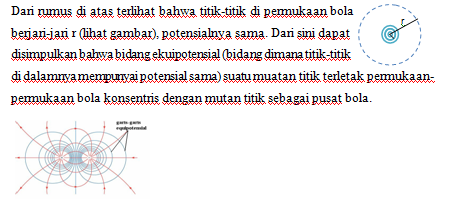 Dari rumus di atas terlihat bahwa titik-titik di permukaan bola
berjari-jari r (lihat gambar), potensialnya sama. Dari sini dapat
disimpulkan bahwa bidang ekuipotensial (bidang dimana titik-titik
di dalamnya mempunyai potensial sama) suatu muatan titik terletak permukaan-
permukaan bola konsentris dengan mutan titik sebagai pusat bola.
r
garis-garis
equipotensial